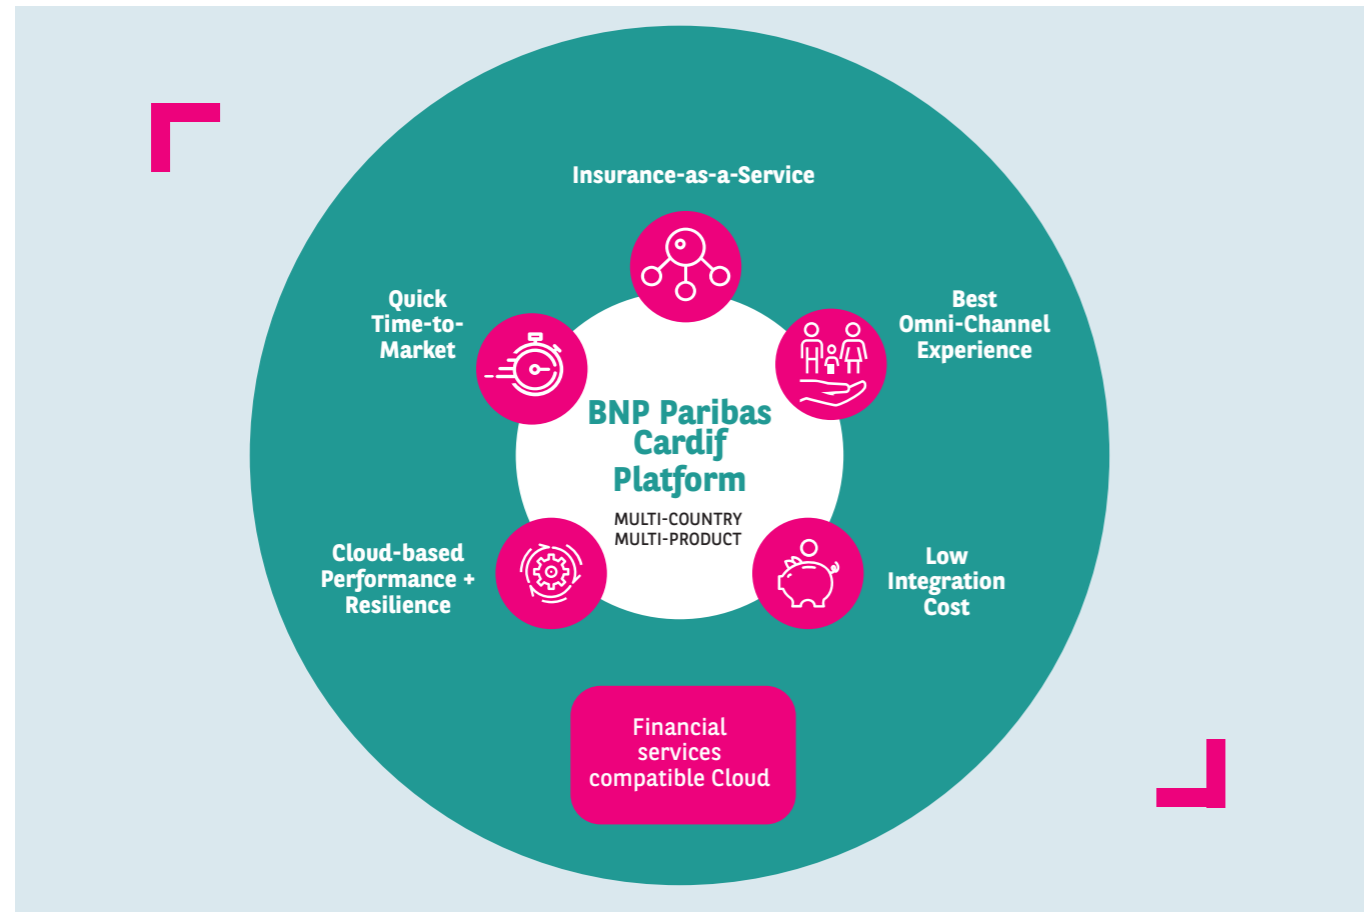 Insurance-as-a-Service
Quick
Time-to-
Market
Best
Omni-Channel
Experience
BNP Paribas
Cardif
Platform
MULTI-COUNTRY
MULTI-PRODUCT
Cloud-based
Performance +
Resilience
Low
Integration
Cost
Financial
services
compatible Cloud